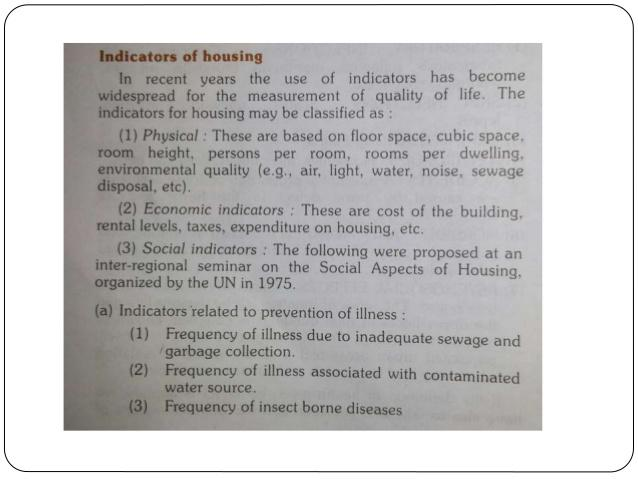 Indicators of housing
In recent years the use of indicators has become
widespread for the measurement of quality of life. The
indicators for housing may be classified as :
(1) Physical : These are based on floor space, cubic space,
room height, persons per room, rooms per dwelling,
environmental quality (e.g., air, light, water, noise, sewage
disposal, etc).
(2) Economic indicators : These are cost of the building,
rental levels, taxes, expenditure on housing, etc.
(3) Social indicators : The following were proposed at an
inter-regional seminar on the Social Aspects of Housing,
organized by the UN in 1975.
(a) Indicators related to prevention of illness :
(1) Frequency of illness due to inadequate sewage and
garbage collection.
(2) Frequency of illness associated with contaminated
water source.
(3) Frequency of insect borne diseases